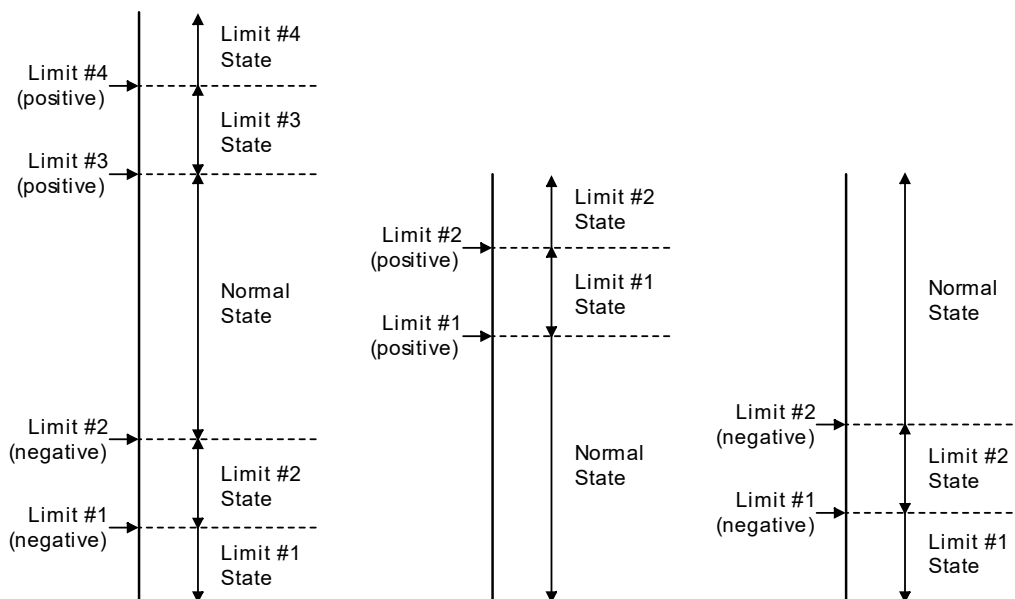 Limit #4
State
Limit #4
(positive)
Limit #3
State
Limit #3
(positive)
Normal
State
Limit #2
(negative)
Limit #2
State
Limit #1
(negative)
Limit #1
State
Limit #2
State
Limit #2
(positive)
Limit #1
State
Limit #1
(positive)
Normal
State
Normal
State
Limit #2
(negative)
Limit #2
State
Limit #1
(negative)
Limit #1
State